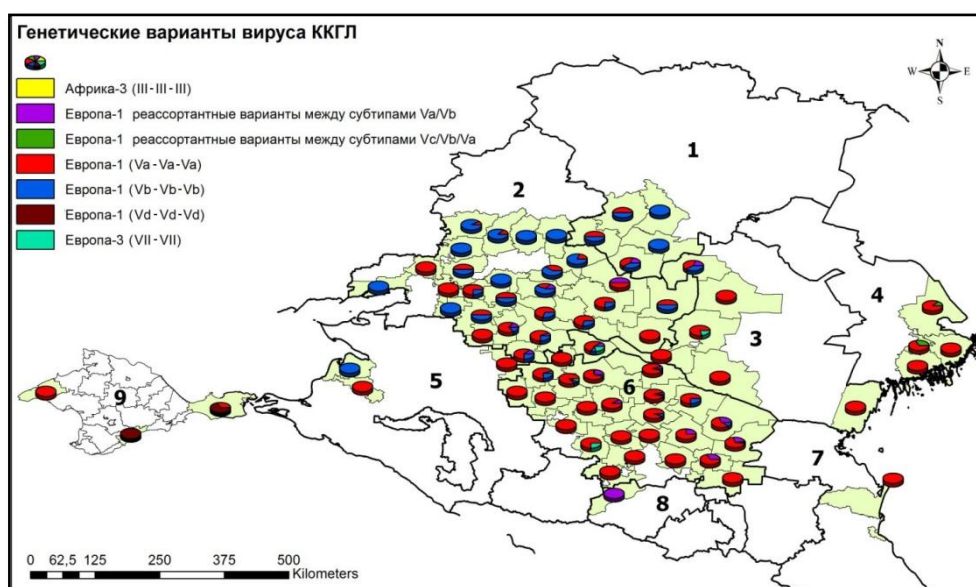 Генетические варианты вируса ККГЛ
Африка-3 (III-III-III)
Европа-1 реассортантные варианты между субтипами Va/Vb
Европа-1 реассортантные варианты между субтипами Vc/Vb/Va
Европа-1 (Va-Va-Va)
Европа-1 (Vb-Vb-Vb)
Европа-1 (Vd-Vd-Vd)
Европа-3 (VII-VII)
N
W E
S
1
2
3
4
5
6
7
8
9
0 62,5 125 250 375 500
Kilometers